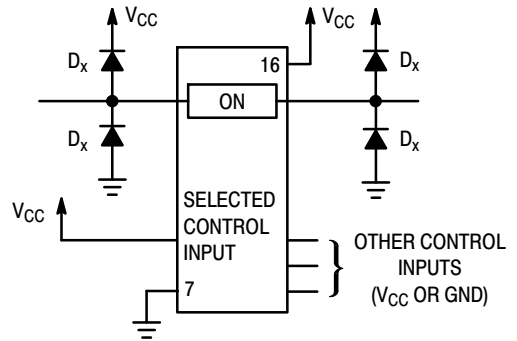 VCC
VCC
Dx
16
Dx
ON
Dx
Dx
VCC
SELECTED
CONTROL
INPUT
OTHER CONTROL
INPUTS
(VCC OR GND)
7